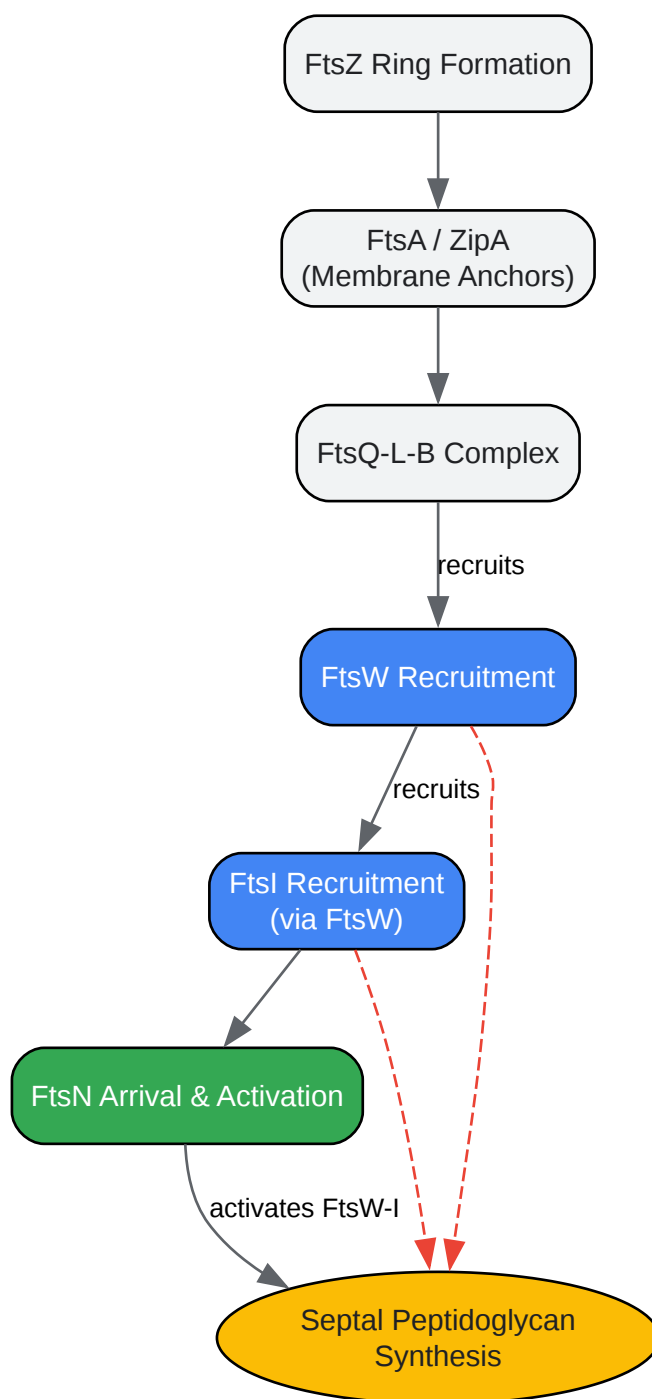 FtsZ Ring Formation
FtsA / ZipA
(Membrane Anchors)
FtsQ-L-B Complex
recruits
FtsW Recruitment
recruits
FtsI Recruitment
(via FtsW)
FtsN Arrival & Activation
activates FtsW-I
Septal Peptidoglycan
Synthesis